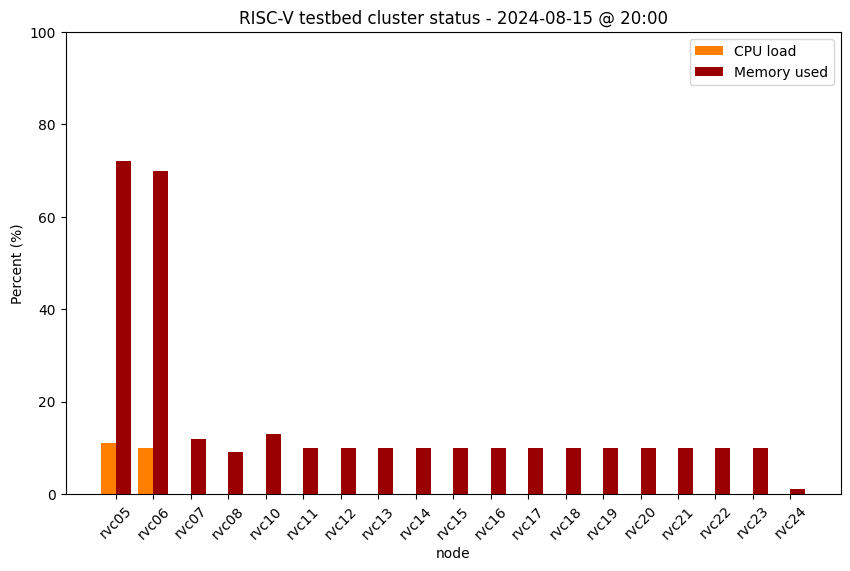 RISC-V testbed cluster status - 2024-08-15 @ 20:00
CPU load
Memory used
Percent (%)
100
80
60
40
20
0
rvc05
rvc06
rvc07
rvc08
rvc10
rvc11
rvc12
rvc13
rvc14
rvc15
rvc16
rvc17
rvc18
rvc19
rvc20
rvc21
rvc22
rvc23
rvc24
node